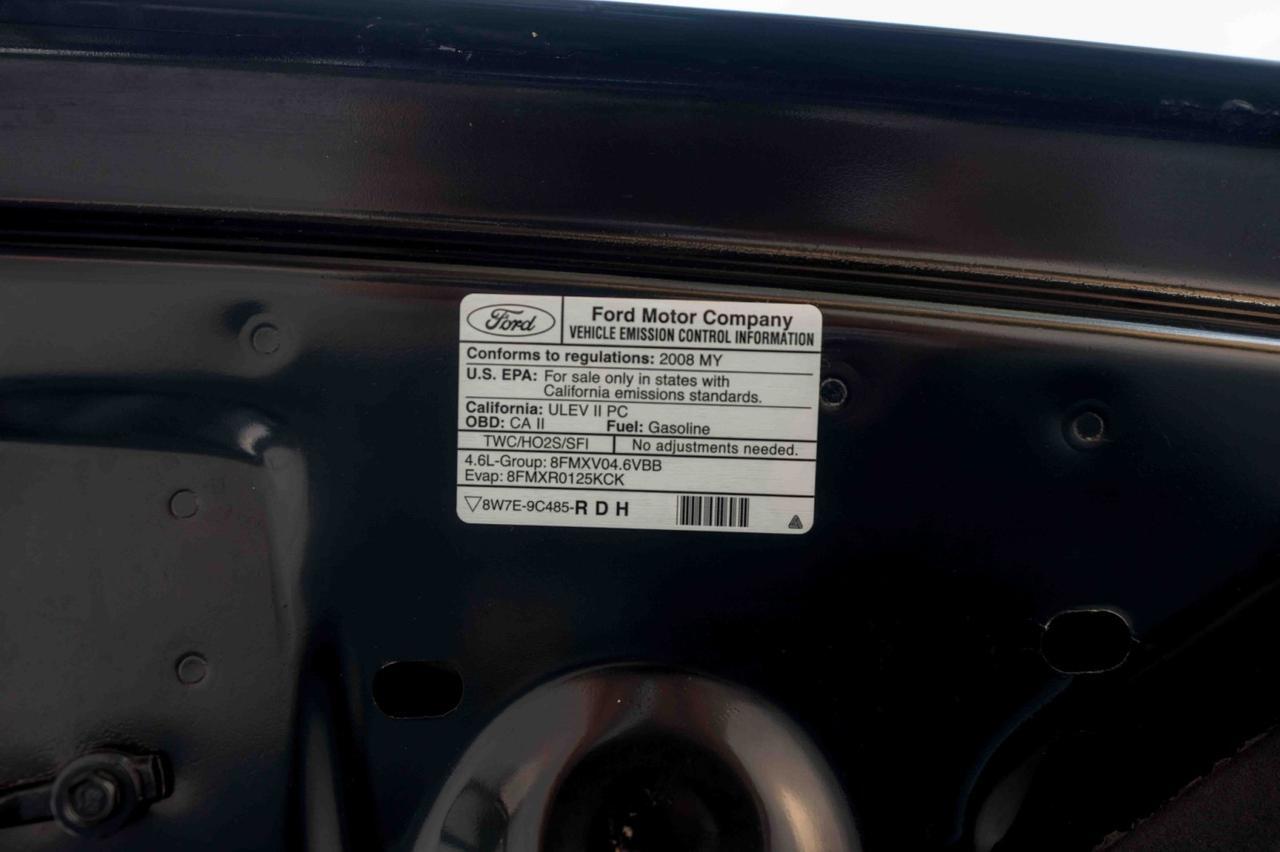 Ford
Ford Motor Company
VEHICLE EMISSION CONTROL INFORMATION
Conforms to regulations: 2008 MY
U.S. EPA: For sale only in states with
California emissions standards.
California: ULEV II PC
OBD: CA II Fuel: Gasoline
TWC/HO2S/SFI No adjustments needed.
4.6L-Group: 8FMXV04.6VBB
Evap: 8FMXR0125KCK
8W7E-9C485-R D H